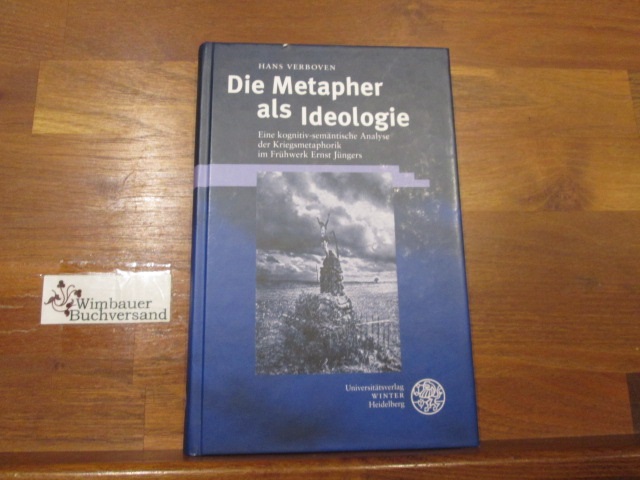 HANS VERBOVEN
Die Metapher
als Ideologie
Eine kognitiv-semantische Analyse
der Kriegsmetaphorik
im Frühwerk Ernst Jüngers
Universitätsverlag
WINTER
Heidelberg
Wimbauer
Buchversand